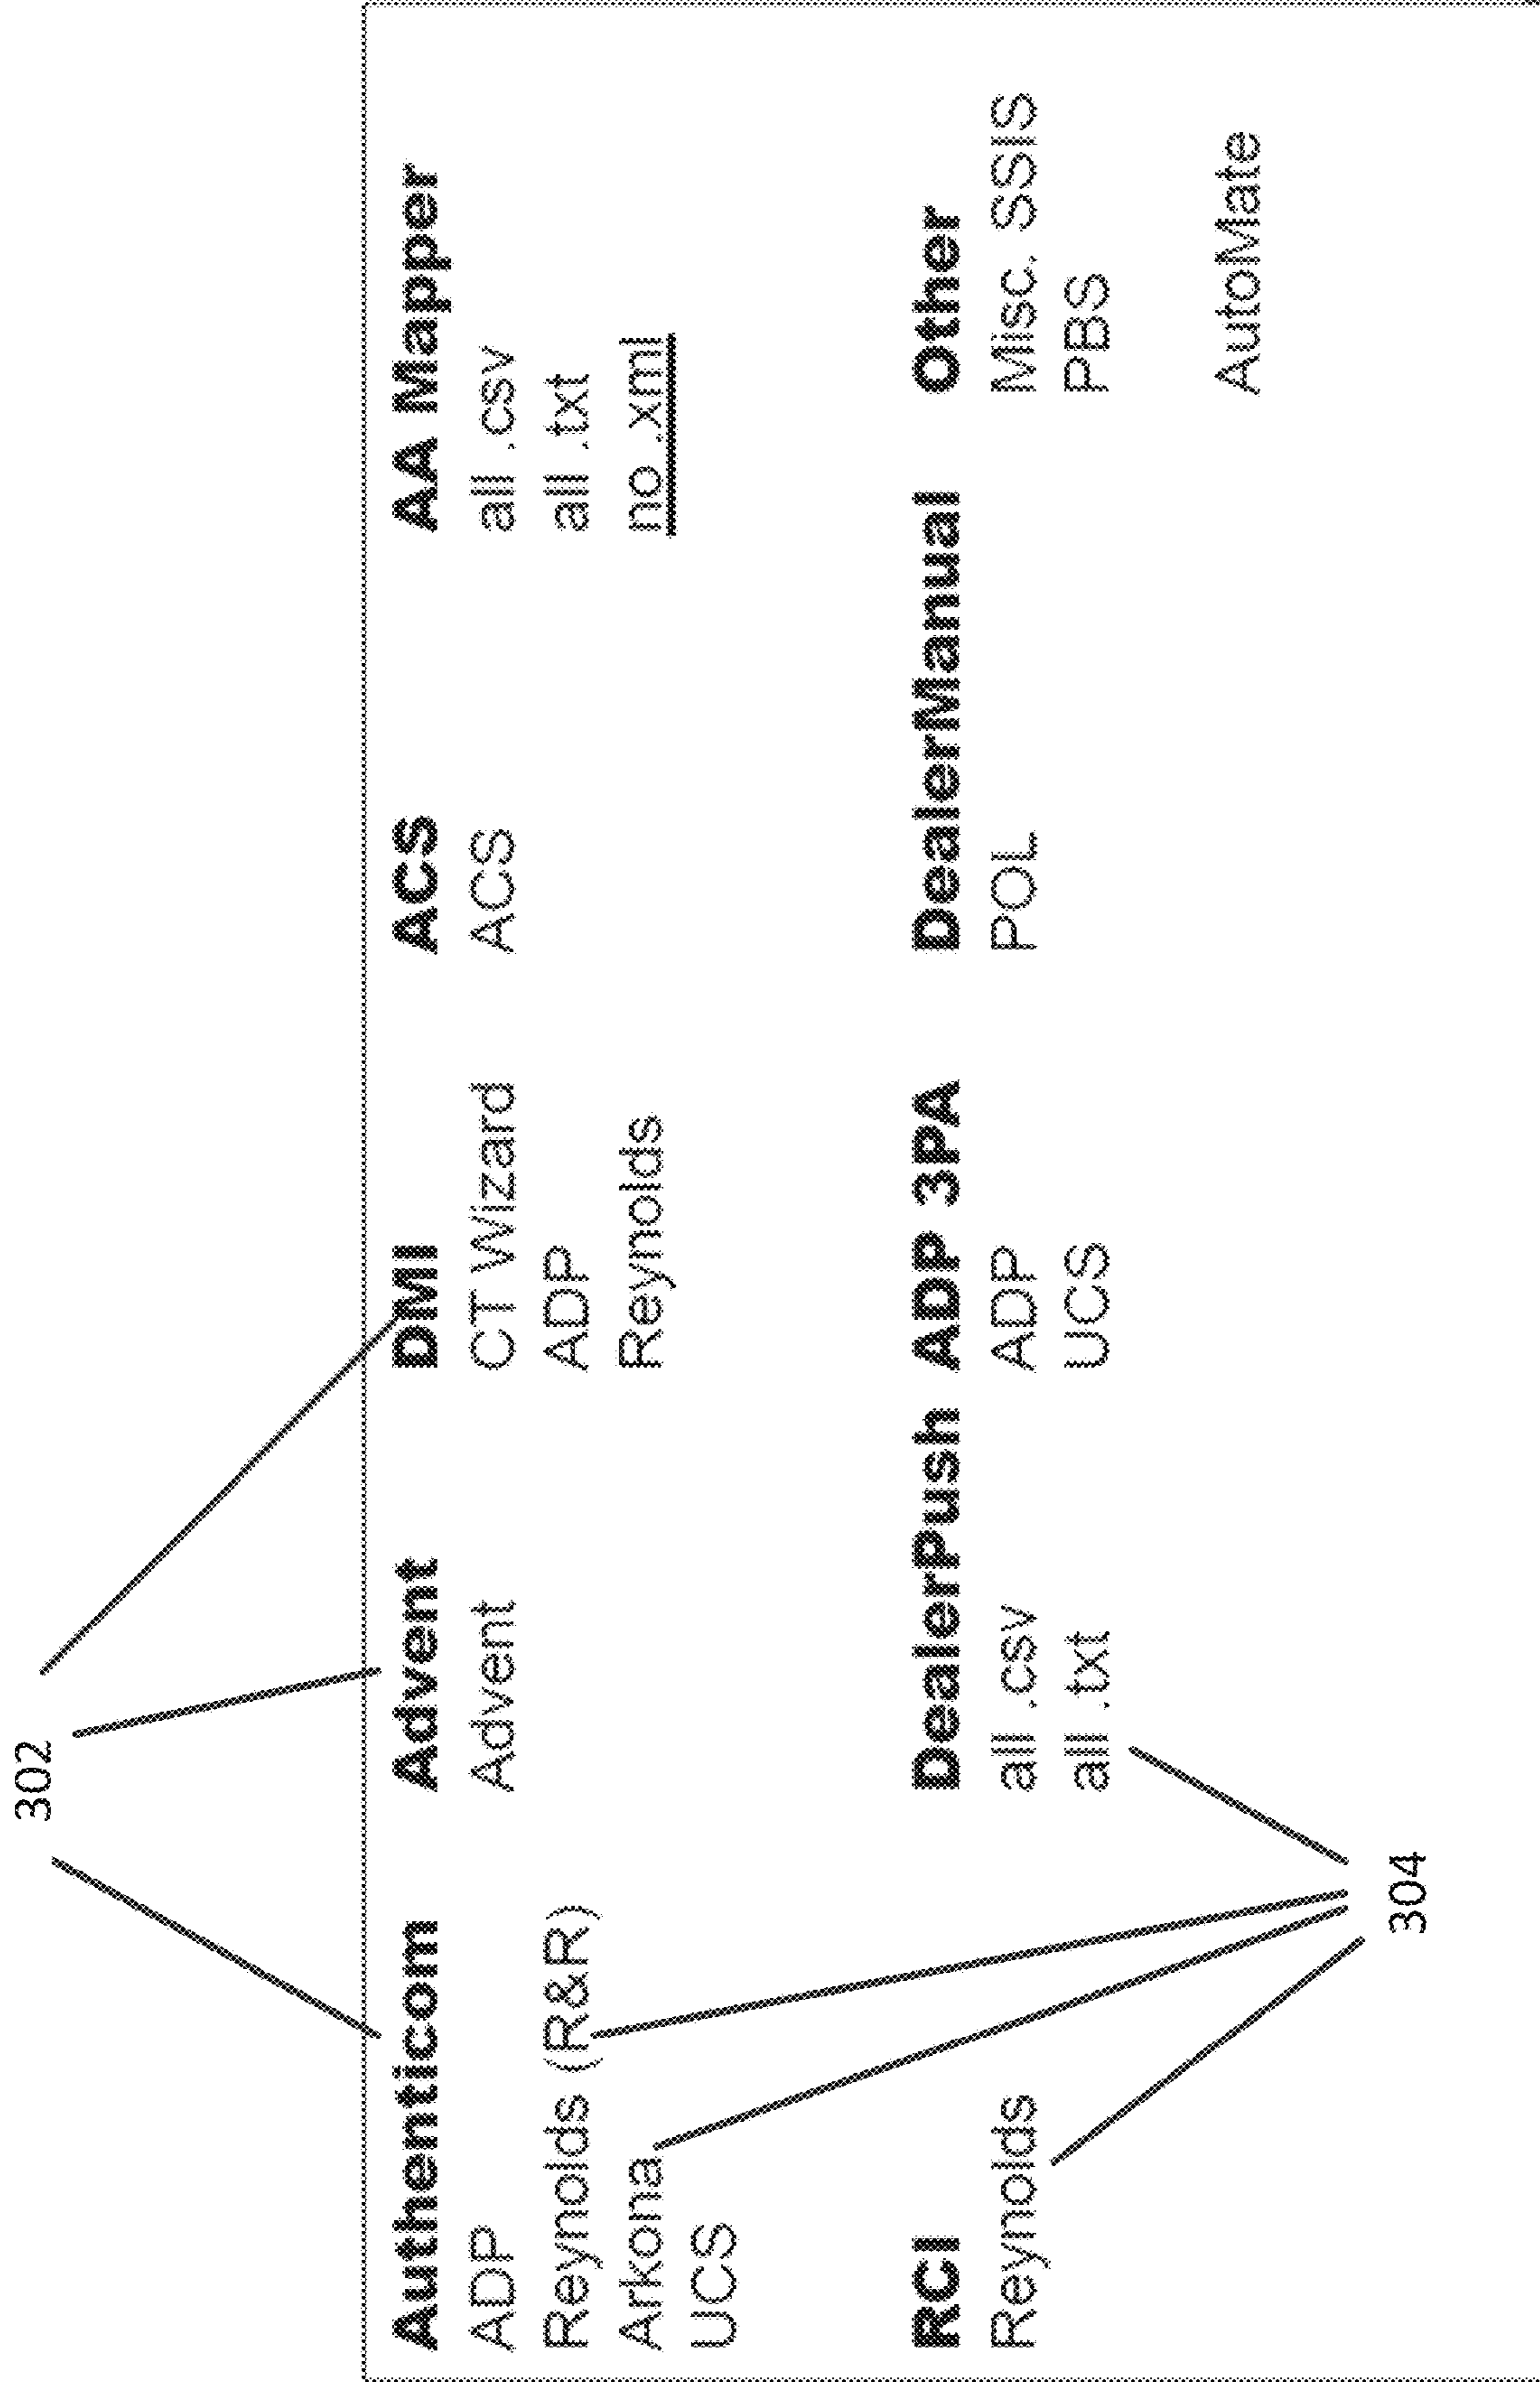 302
Authenticom
ADP
Reynolds (R&R)
Arkona
UCS
Advent
Advent
DMI
CT Wizard
ADP
Reynolds
ACS
ACS
AA Mapper
all .csv
all .txt
no .xml
RCI
Reynolds
DealerPush
all .csv
all .txt
ADP 3PA
ADP
UCS
DealerManual
POL
Other
Misc. SSIS
PBS
AutoMate
304